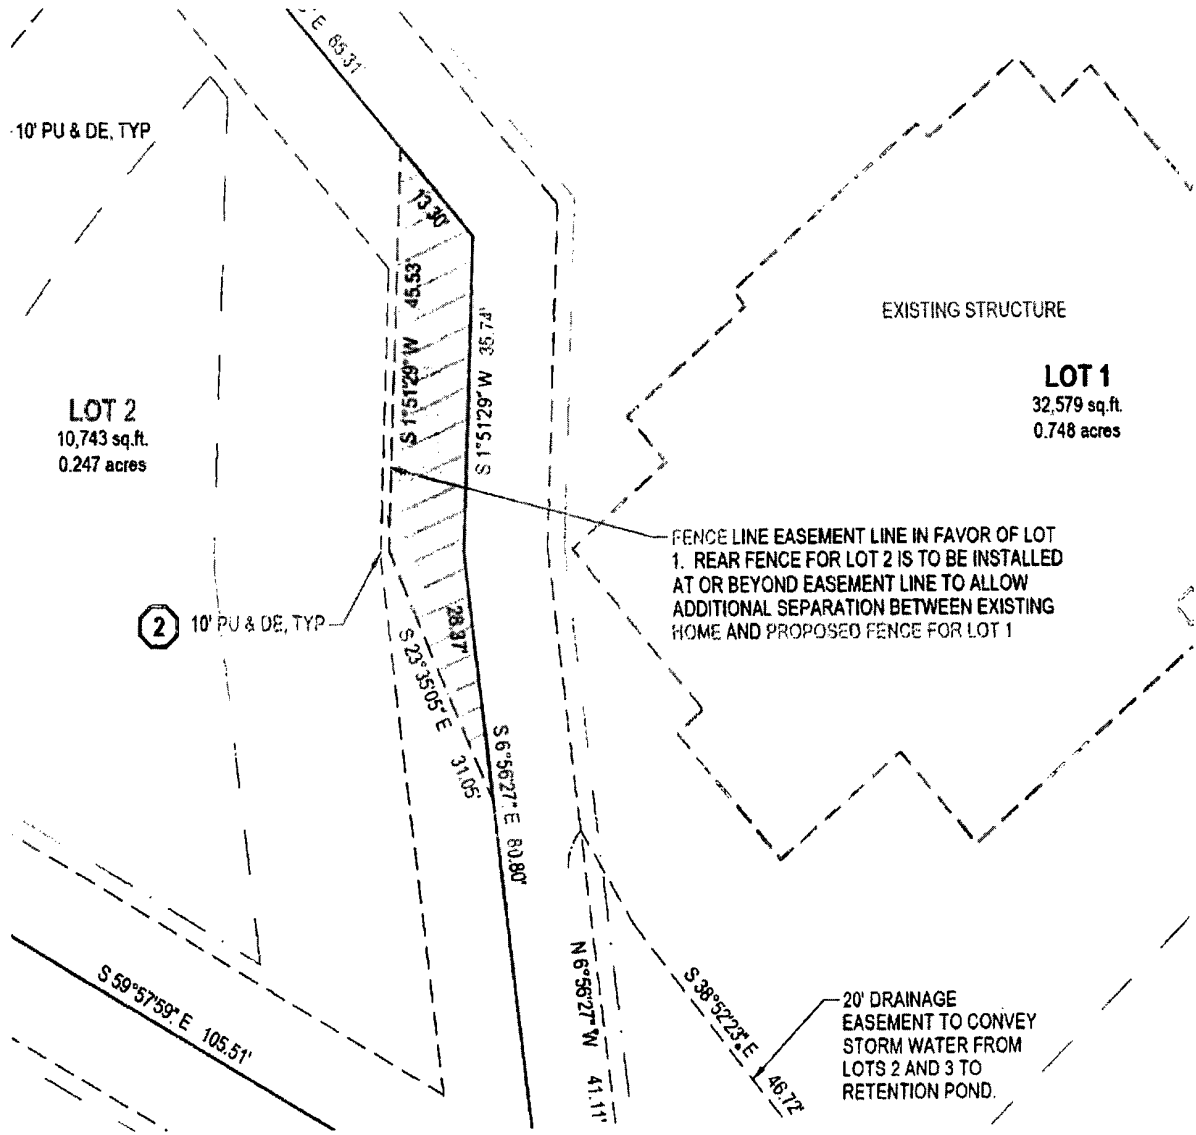 E 85.31'
10' PU & DE, TYP
13.30'
45.53'
S 1°51'29" W
S 1°51'29" W 35.74'
EXISTING STRUCTURE
LOT 1
32,579 sq.ft.
0.748 acres
LOT 2
10,743 sq.ft.
0.247 acres
FENCE LINE EASEMENT LINE IN FAVOR OF LOT
1. REAR FENCE FOR LOT 2 IS TO BE INSTALLED
AT OR BEYOND EASEMENT LINE TO ALLOW
ADDITIONAL SEPARATION BETWEEN EXISTING
HOME AND PROPOSED FENCE FOR LOT 1
2 10' PU & DE, TYP
28.37'
S 23°35'05" E 31.05'
S 6°56'27" E 80.80'
S 59°57'59" E 105.51'
N 6°56'27" W 41.11'
S 38°52'23" E 46.72'
20' DRAINAGE
EASEMENT TO CONVEY
STORM WATER FROM
LOTS 2 AND 3 TO
RETENTION POND.